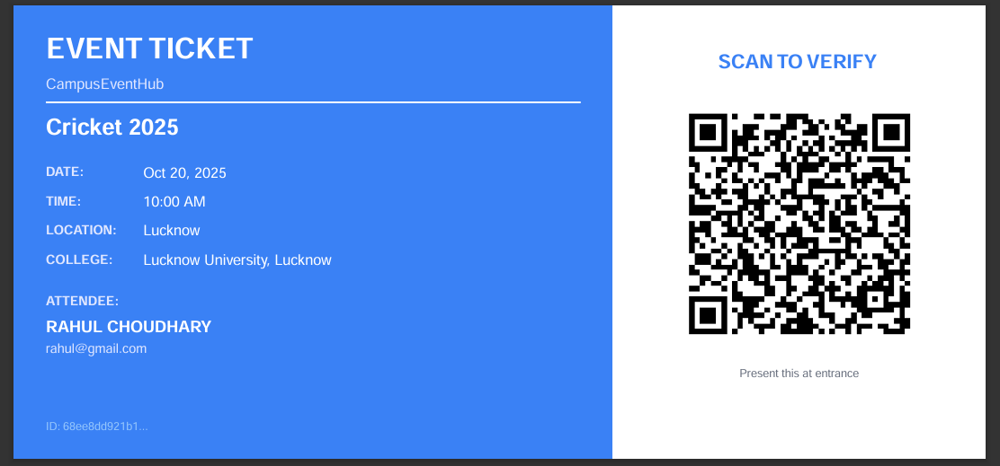 EVENT TICKET
CampusEventHub
Cricket 2025
DATE: Oct 20, 2025
TIME: 10:00 AM
LOCATION: Lucknow
COLLEGE: Lucknow University, Lucknow
ATTENDEE:
RAHUL CHOUDHARY
rahul@gmail.com
ID: 68ee8dd921b1...
SCAN TO VERIFY
Present this at entrance